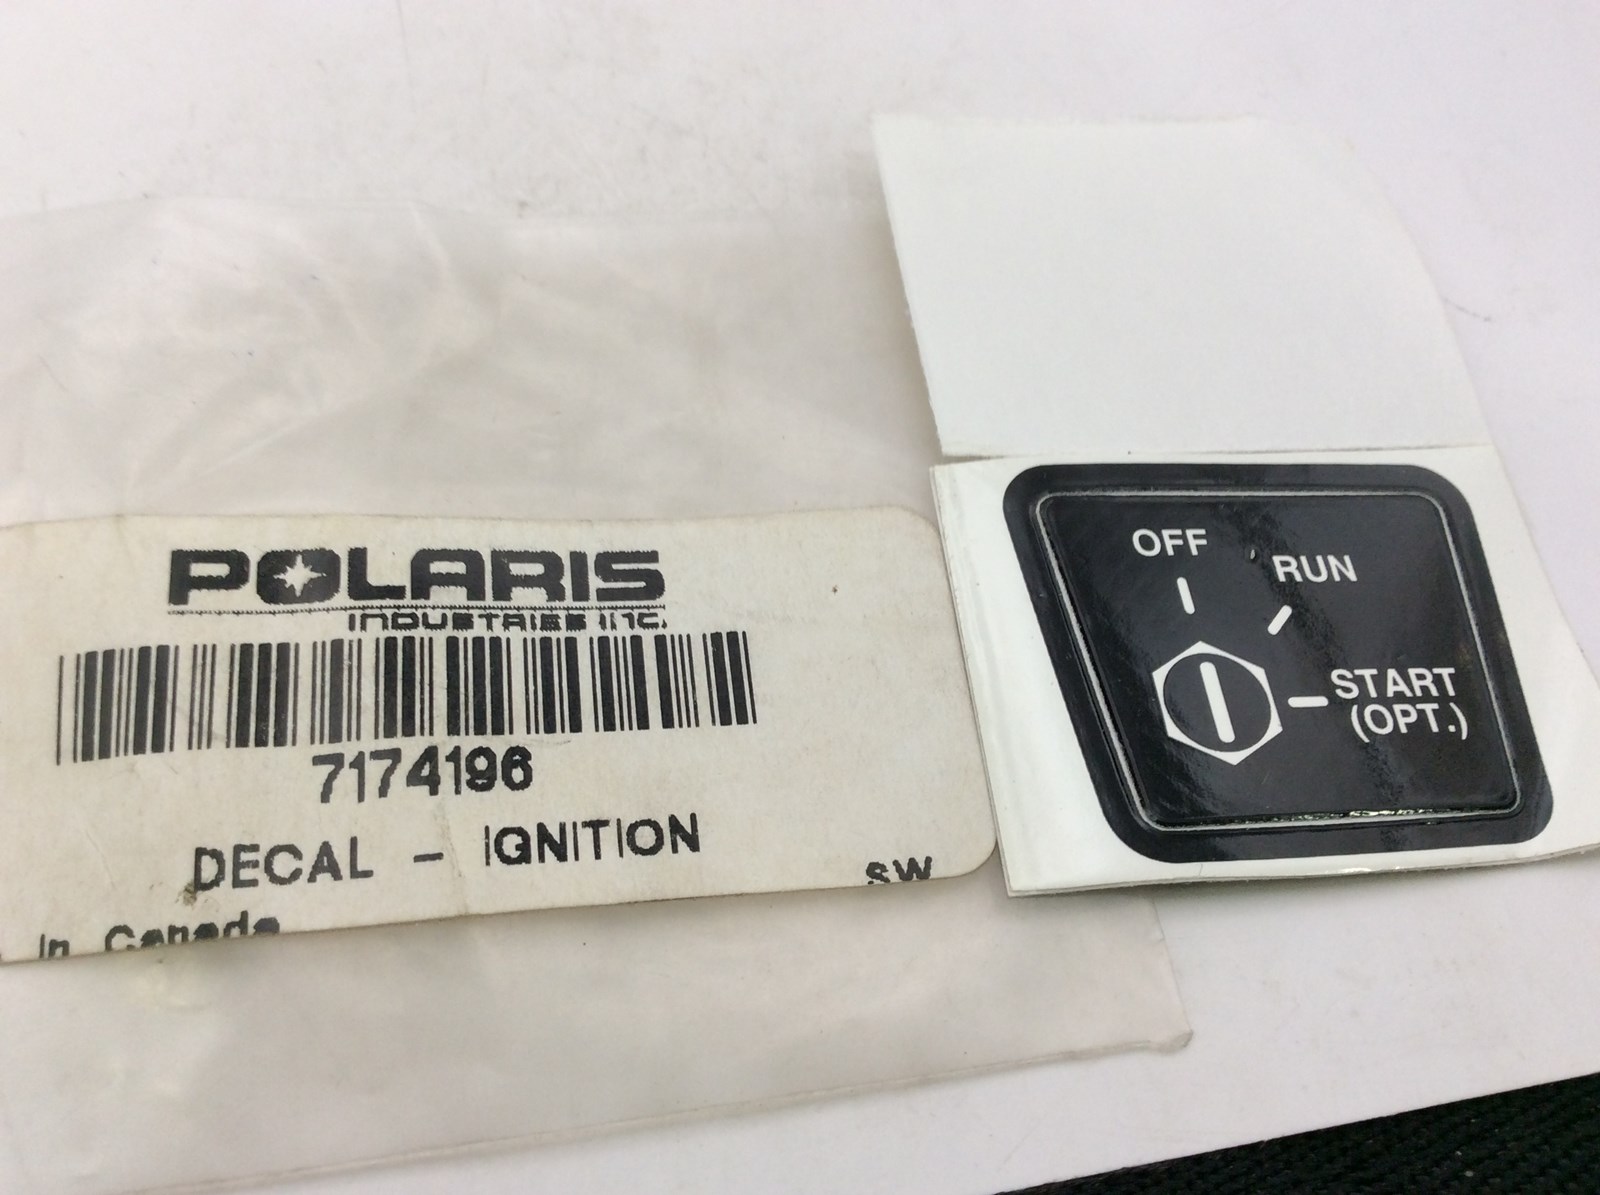 POLARIS
INDUSTRIES INC.
7174196
DECAL - IGNITION
SW
In Canada
OFF
RUN
START
(OPT.)